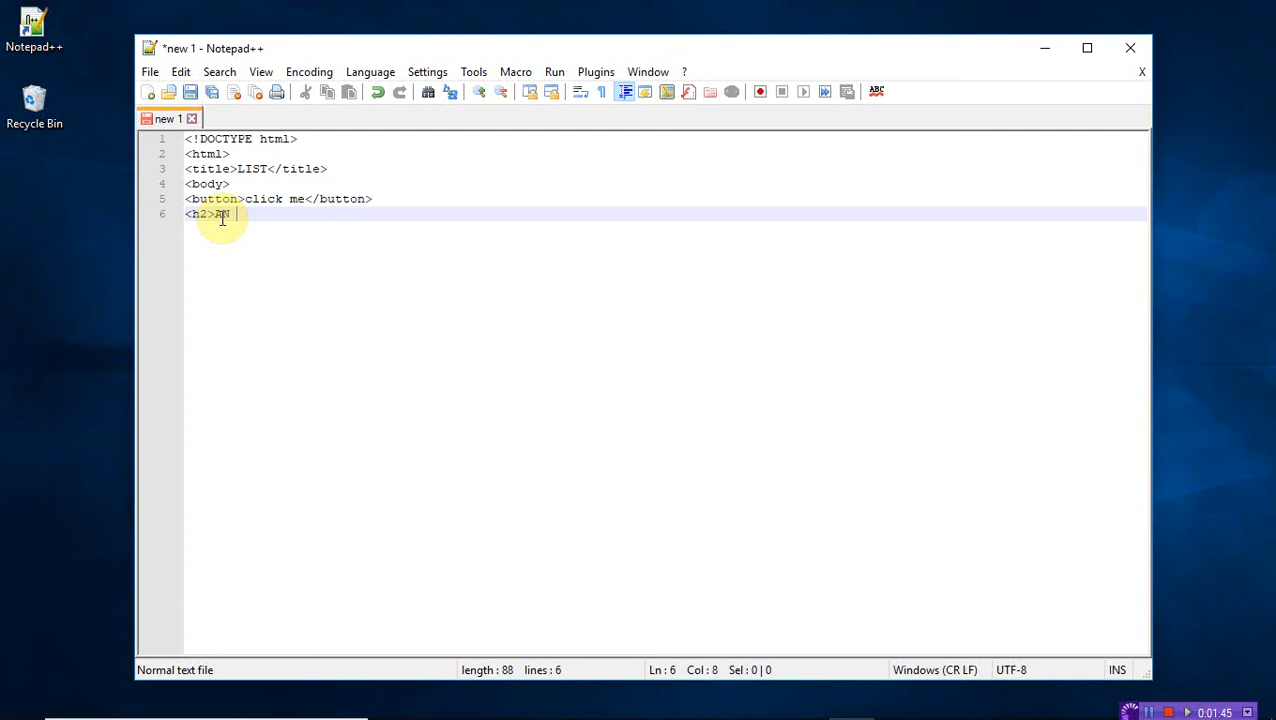 Notepad++
Recycle Bin
*new 1 - Notepad++
File Edit Search View Encoding Language Settings Tools Macro Run Plugins Window ? X
ABC
new 1
1 <!DOCTYPE html>
2 <html>
3 <title>LIST</title>
4 <body>
5 <button>click me</button>
6 <h2>AN
Normal text file length : 88 lines : 6 Ln : 6 Col : 8 Sel : 0 | 0 Windows (CR LF) UTF-8 INS
0:01:45